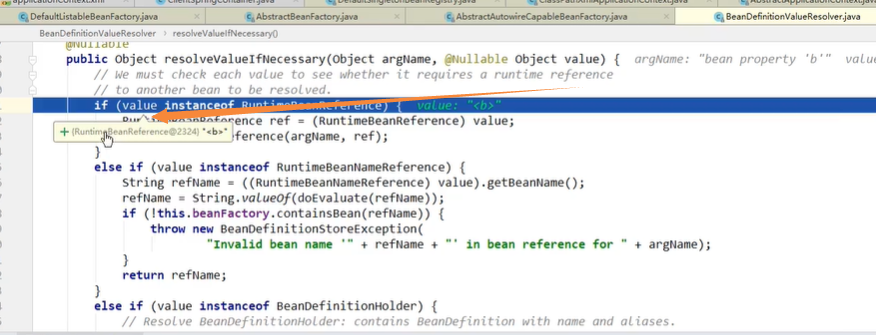 applicationContext.xml ClientSpringContainer.java DefaultSingletonBeanRegistry.java ClassPathXmlApplicationContext.java AbstractApplicationContext.java
DefaultListableBeanFactory.java AbstractBeanFactory.java AbstractAutowireCapableBeanFactory.java BeanDefinitionValueResolver.java
BeanDefinitionValueResolver resolveValueIfNecessary()
@Nullable
public Object resolveValueIfNecessary(Object argName, @Nullable Object value) { argName: "bean property 'b'" value
// We must check each value to see whether it requires a runtime reference
// to another bean to be resolved.
if (value instanceof RuntimeBeanReference) { value: "<b>"
RuntimeBeanReference ref = (RuntimeBeanReference) value;
+ {RuntimeBeanReference@2324} "<b>" erence(argName, ref);
}
else if (value instanceof RuntimeBeanNameReference) {
String refName = ((RuntimeBeanNameReference) value).getBeanName();
refName = String.valueOf(doEvaluate(refName));
if (!this.beanFactory.containsBean(refName)) {
throw new BeanDefinitionStoreException(
"Invalid bean name '" + refName + "' in bean reference for " + argName);
}
return refName;
}
else if (value instanceof BeanDefinitionHolder) {
// Resolve BeanDefinitionHolder: contains BeanDefinition with name and aliases.